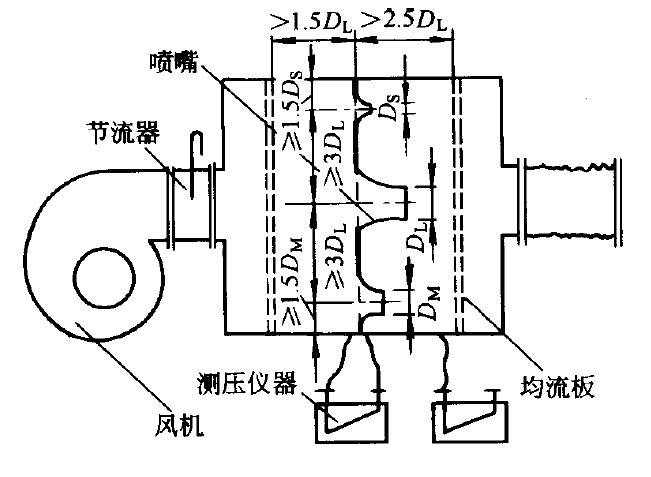 >1.5D_L
>2.5D_L
喷嘴
节流器
≥1.5D_S
D_S
≥3D_L
D_L
≥3D_L
≥1.5D_M
D_M
测压仪器
均流板
风机